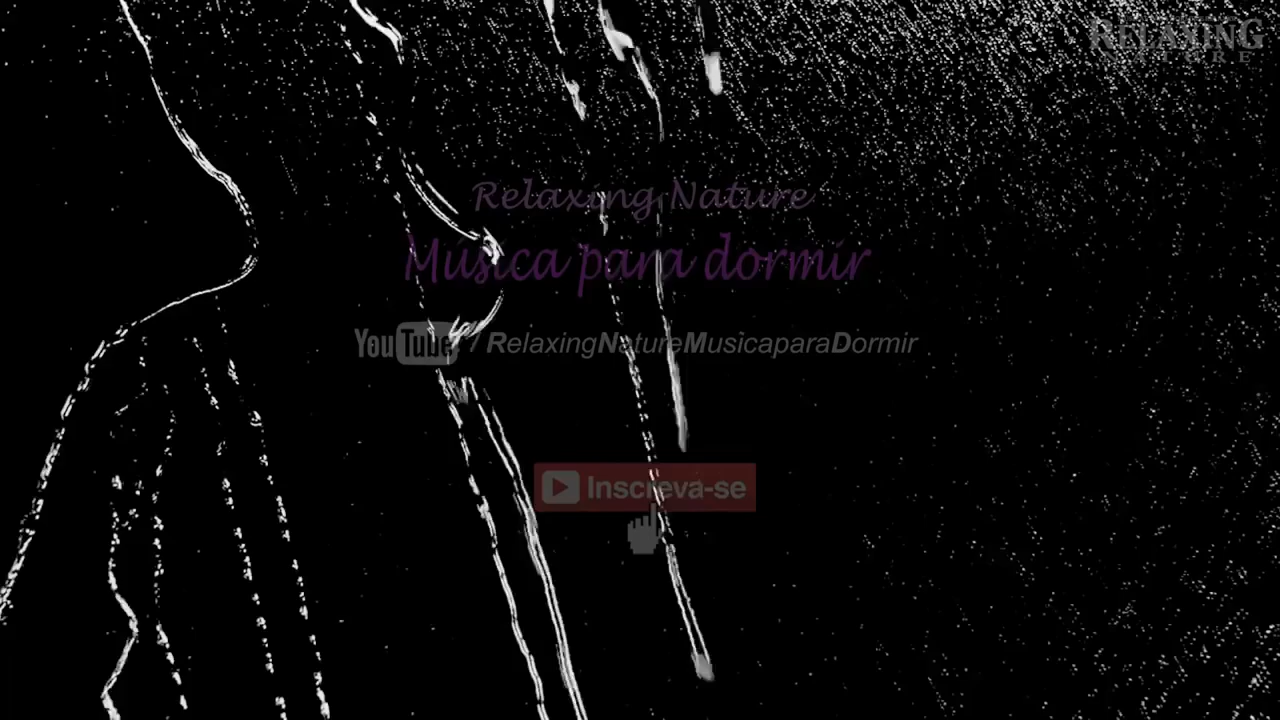 RELAXING
NATURE
Relaxing Nature
Música para dormir
YouTube / RelaxingNatureMusicaparaDormir
Inscreva-se